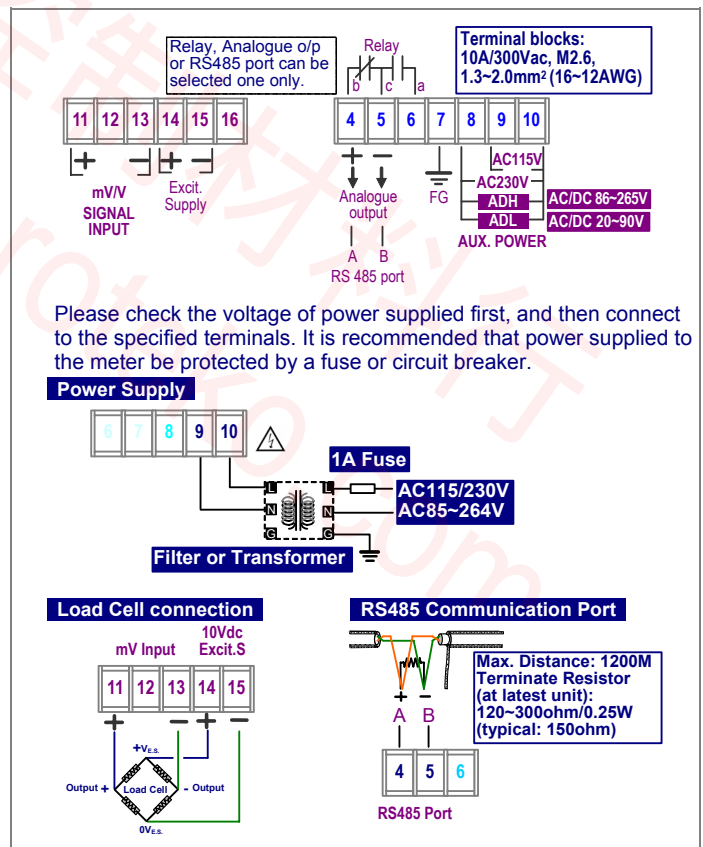 Relay, Analogue o/p
or RS485 port can be
selected one only.
Relay
b c a
Terminal blocks:
10A/300Vac, M2.6,
1.3~2.0mm² (16~12AWG)
11 12 13 14 15 16
+ − + −
mV/V
SIGNAL
INPUT
Excit.
Supply
4 5 6 7 8 9 10
+ −
Analogue
output
A B
RS 485 port
FG
AC115V
AC230V
ADH AC/DC 86~265V
ADL AC/DC 20~90V
AUX. POWER
Please check the voltage of power supplied first, and then connect
to the specified terminals. It is recommended that power supplied to
the meter be protected by a fuse or circuit breaker.
Power Supply
6 7 8 9 10
1A Fuse
L L AC115/230V
N N AC85~264V
G G
Filter or Transformer
Load Cell connection
mV Input
10Vdc
Excit.S
11 12 13 14 15
+ − + −
+VE.S.
Output + Load Cell - Output
0VE.S.
RS485 Communication Port
Max. Distance: 1200M
Terminate Resistor
(at latest unit):
120~300ohm/0.25W
(typical: 150ohm)
+ −
A B
4 5 6
RS485 Port